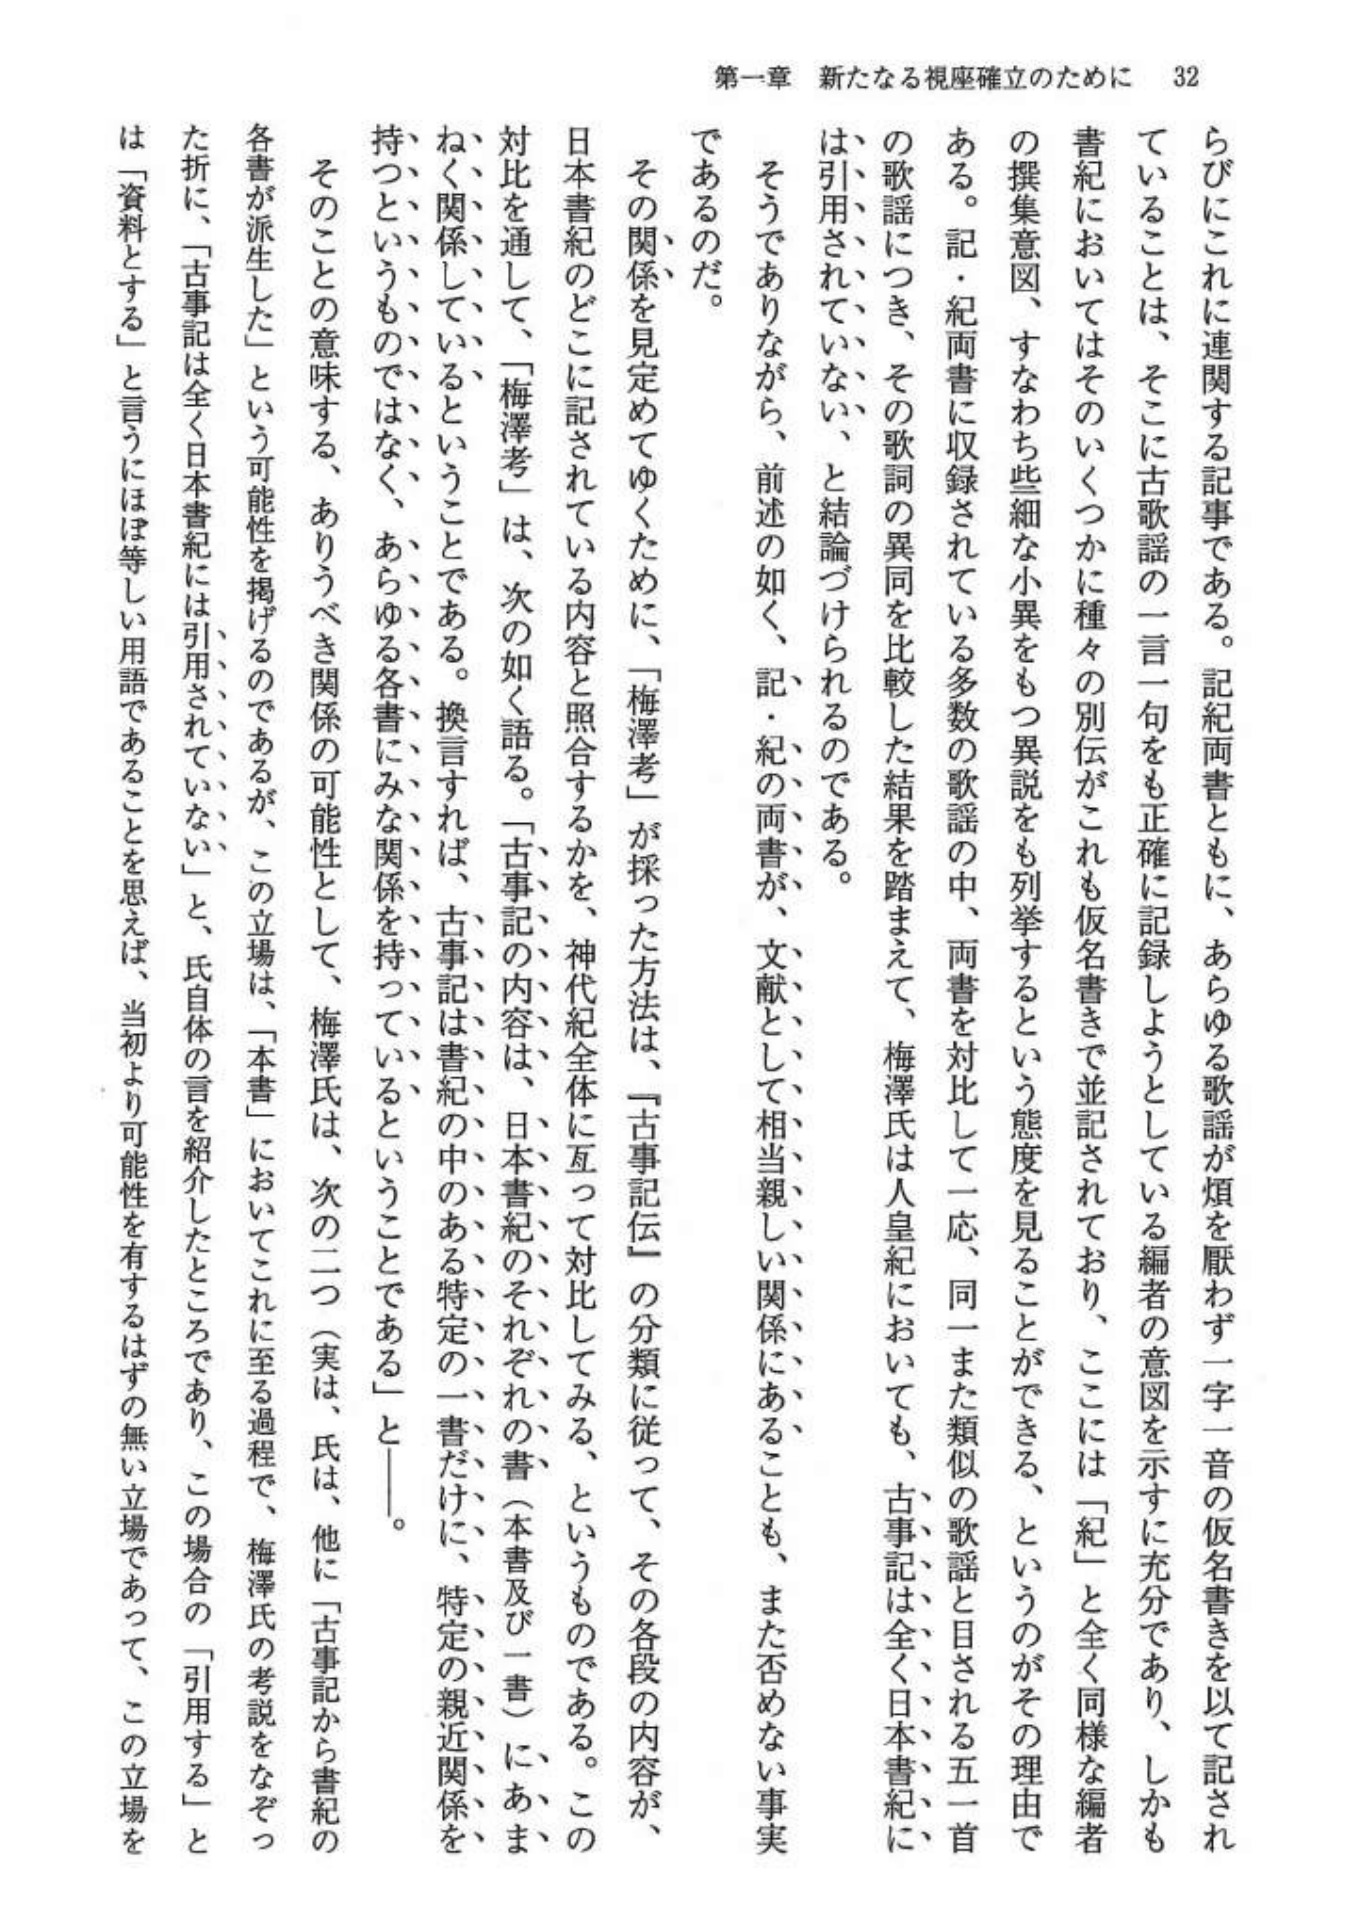 第一章　新たなる視座確立のために　32
らびにこれに連関する記事である。記紀両書ともに、あらゆる歌謡が煩を厭わず一字一音の仮名書きを以て記され
ていることは、そこに古歌謡の一言一句をも正確に記録しようとしている編者の意図を示すに充分であり、しかも
書紀においてはそのいくつかに種々の別伝がこれも仮名書きで並記されており、ここには「紀」と全く同様な編者
の撰集意図、すなわち些細な小異をもつ異説をも列挙するという態度を見ることができる、というのがその理由で
ある。記・紀両書に収録されている多数の歌謡の中、両書を対比して一応、同一また類似の歌謡と目される五一首
の歌謡につき、その歌詞の異同を比較した結果を踏まえて、梅澤氏は人皇紀においても、古事記は全く日本書紀に
は引用されていない、と結論づけられるのである。
そうでありながら、前述の如く、記・紀の両書が、文献として相当親しい関係にあることも、また否めない事実
であるのだ。
その関係を見定めてゆくために、「梅澤考」が採った方法は、『古事記伝』の分類に従って、その各段の内容が、
日本書紀のどこに記されている内容と照合するかを、神代紀全体に亙って対比してみる、というものである。この
対比を通して、「梅澤考」は、次の如く語る。「古事記の内容は、日本書紀のそれぞれの書（本書及び一書）にあま
ねく関係しているということである。換言すれば、古事記は書紀の中のある特定の一書だけに、特定の親近関係を
持つというものではなく、あらゆる各書にみな関係を持っているということである」と――。
そのことの意味する、ありうべき関係の可能性として、梅澤氏は、次の二つ（実は、氏は、他に「古事記から書紀の
各書が派生した」という可能性を掲げるのであるが、この立場は、「本書」においてこれに至る過程で、梅澤氏の考説をなぞっ
た折に、「古事記は全く日本書紀には引用されていない」と、氏自体の言を紹介したところであり、この場合の「引用する」と
は「資料とする」と言うにほぼ等しい用語であることを思えば、当初より可能性を有するはずの無い立場であって、この立場を